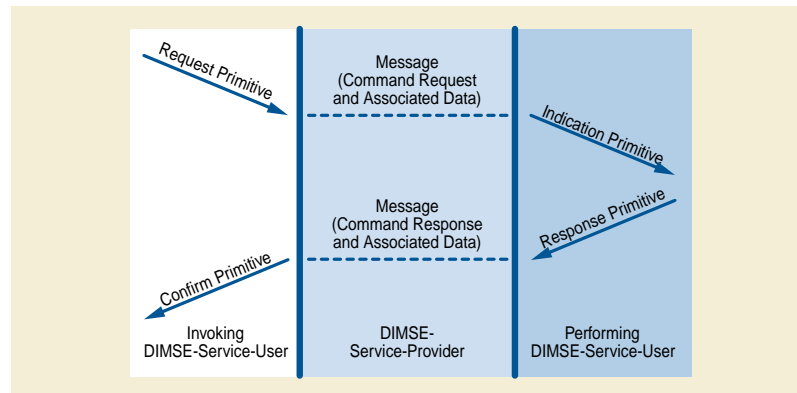 Request Primitive
Message
(Command Request
and Associated Data)
Indication Primitive
Message
(Command Response
and Associated Data)
Response Primitive
Confirm Primitive
Invoking
DIMSE-Service-User
DIMSE-
Service-Provider
Performing
DIMSE-Service-User